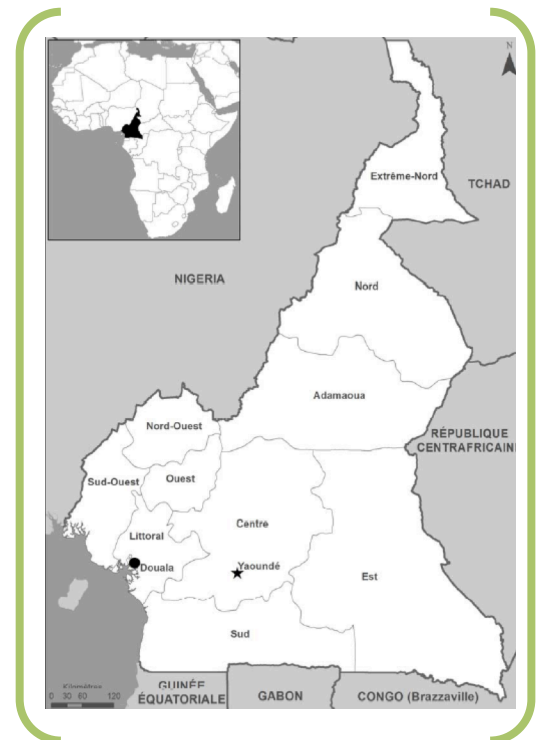 N
Extrême-Nord
TCHAD
NIGERIA
Nord
Adamaoua
RÉPUBLIQUE
CENTRAFRICAINE
Nord-Ouest
Sud-Ouest
Ouest
Centre
Littoral
Douala
Yaoundé
Est
Sud
Kilomètres
0 30 60 120
GUINÉE
ÉQUATORIALE
GABON
CONGO (Brazzaville)